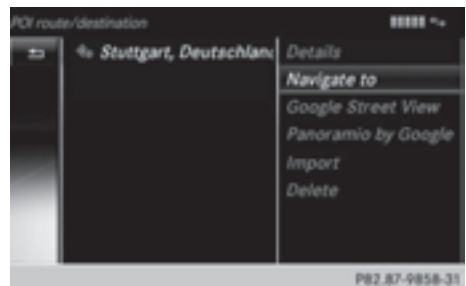 POI route/destination
Stuttgart, Deutschlan
Details
Navigate to
Google Street View
Panoramio by Google
Import
Delete
P82.87-9858-31